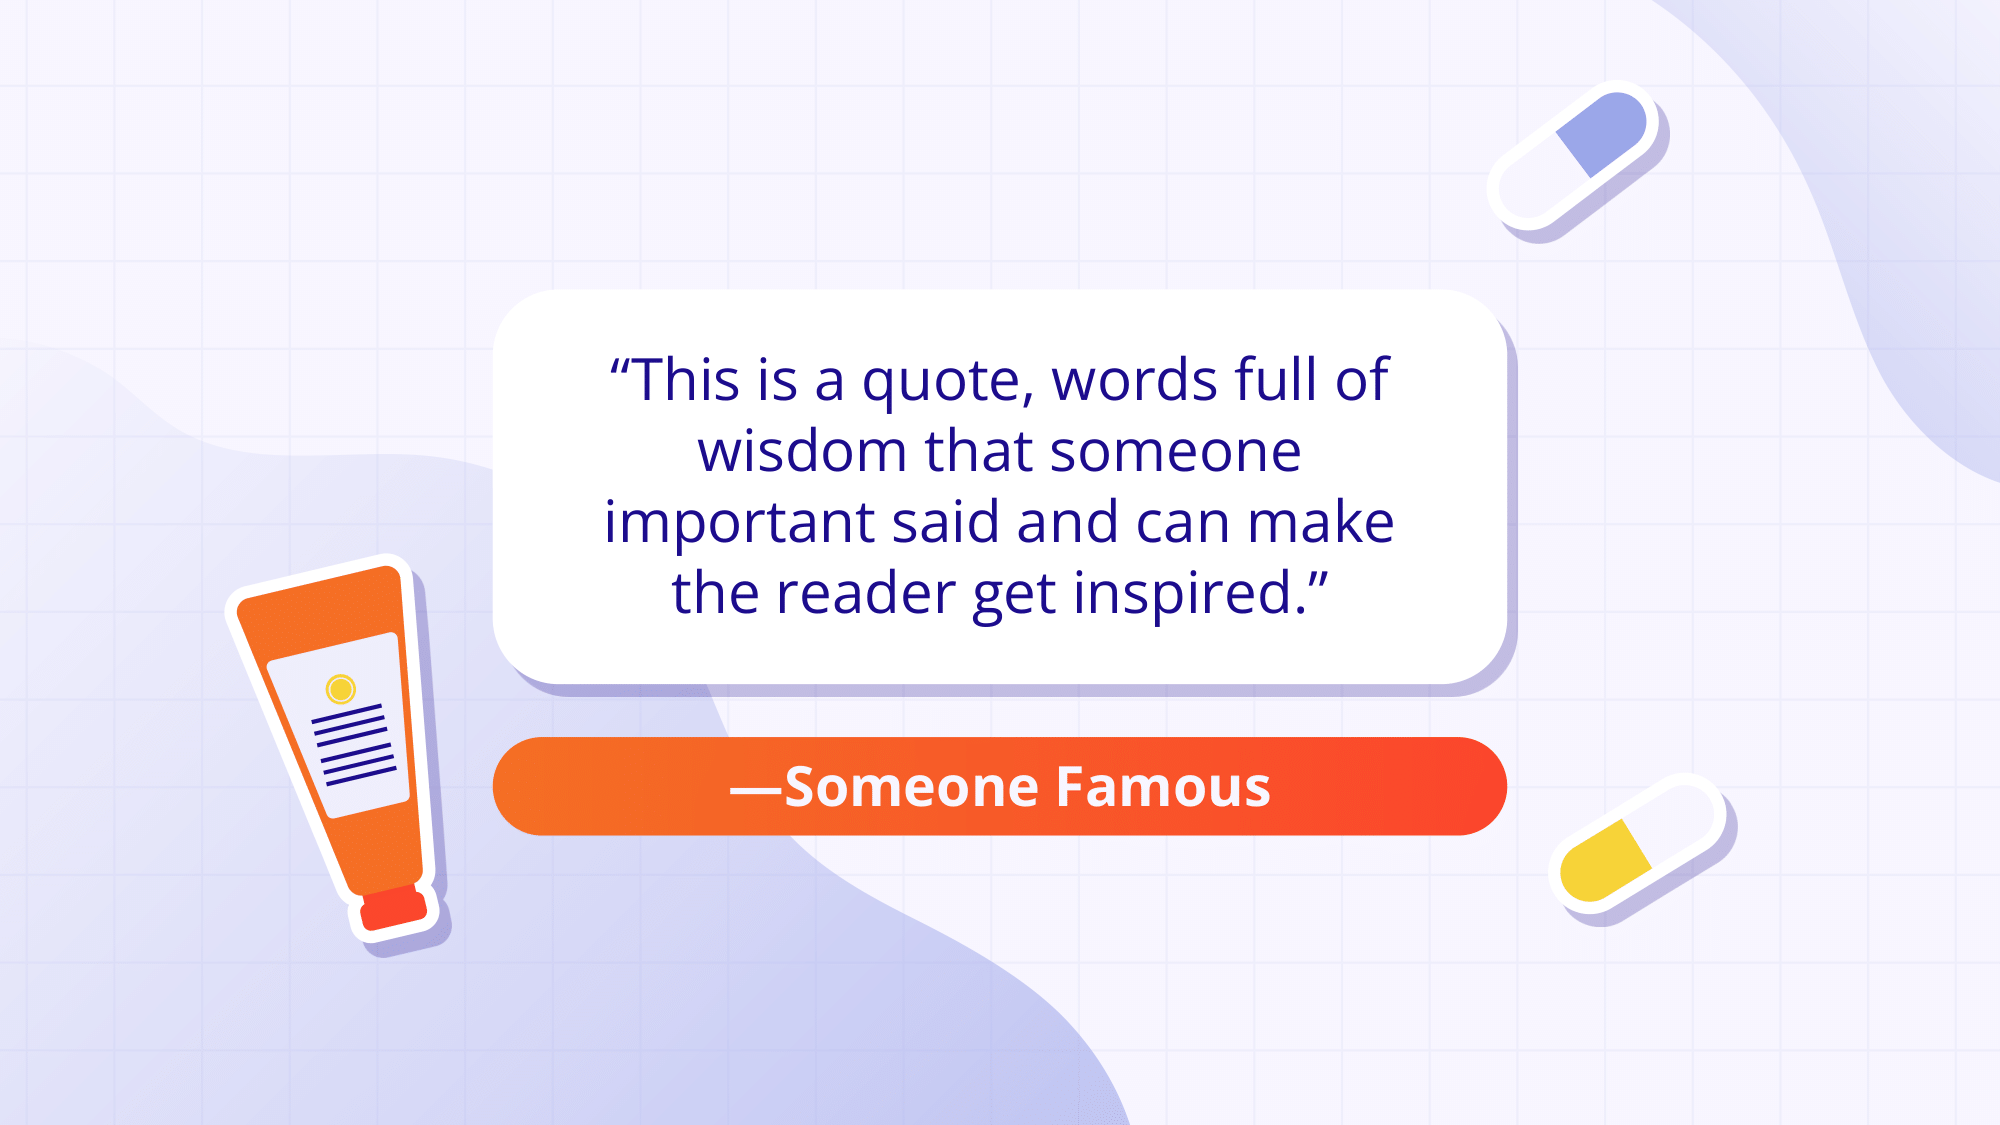 “This is a quote, words full of
wisdom that someone
important said and can make
the reader get inspired.”
—Someone Famous